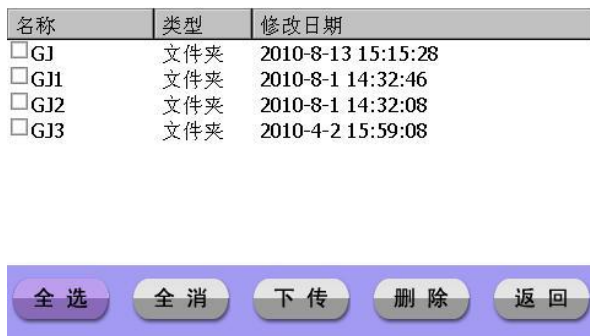 名称 类型 修改日期
GJ 文件夹 2010-8-13 15:15:28
GJ1 文件夹 2010-8-1 14:32:46
GJ2 文件夹 2010-8-1 14:32:08
GJ3 文件夹 2010-4-2 15:59:08
全选 全消 下传 删除 返回